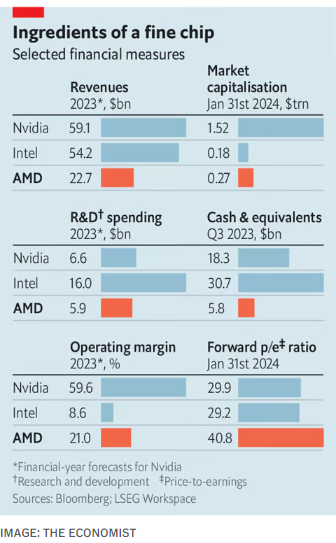 Ingredients of a fine chip
Selected financial measures
Revenues
2023*, $bn
Nvidia 59.1
Intel 54.2
AMD 22.7
Market
capitalisation
Jan 31st 2024, $trn
1.52
0.18
0.27
R&D† spending
2023*, $bn
Nvidia 6.6
Intel 16.0
AMD 5.9
Cash & equivalents
Q3 2023, $bn
18.3
30.7
5.8
Operating margin
2023*, %
Nvidia 59.6
Intel 8.6
AMD 21.0
Forward p/e‡ ratio
Jan 31st 2024
29.9
29.2
40.8
*Financial-year forecasts for Nvidia
†Research and development ‡Price-to-earnings
Sources: Bloomberg; LSEG Workspace
IMAGE: THE ECONOMIST